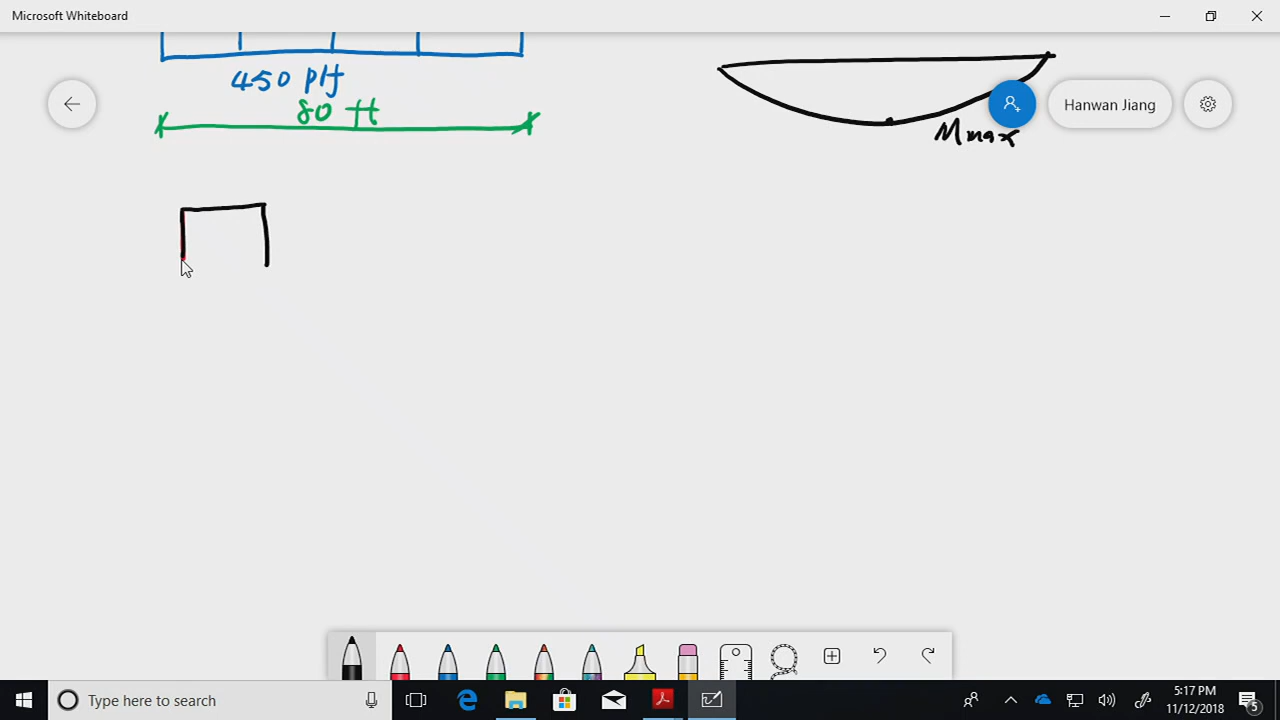 Microsoft Whiteboard
450 plf
80 ft
Mmax
Hanwan Jiang
Type here to search
5:17 PM
11/12/2018
5